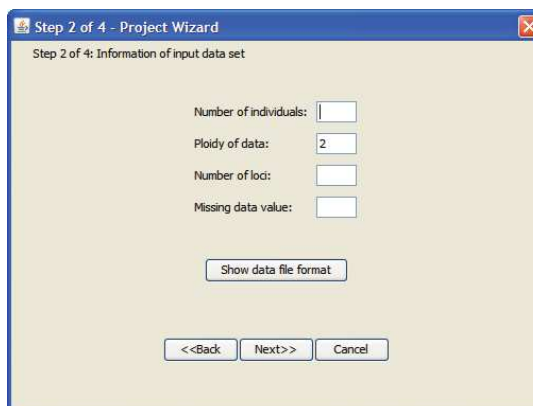 Step 2 of 4 - Project Wizard
Step 2 of 4: Information of input data set
Number of individuals:
Ploidy of data: 2
Number of loci:
Missing data value:
Show data file format
<<Back Next>> Cancel